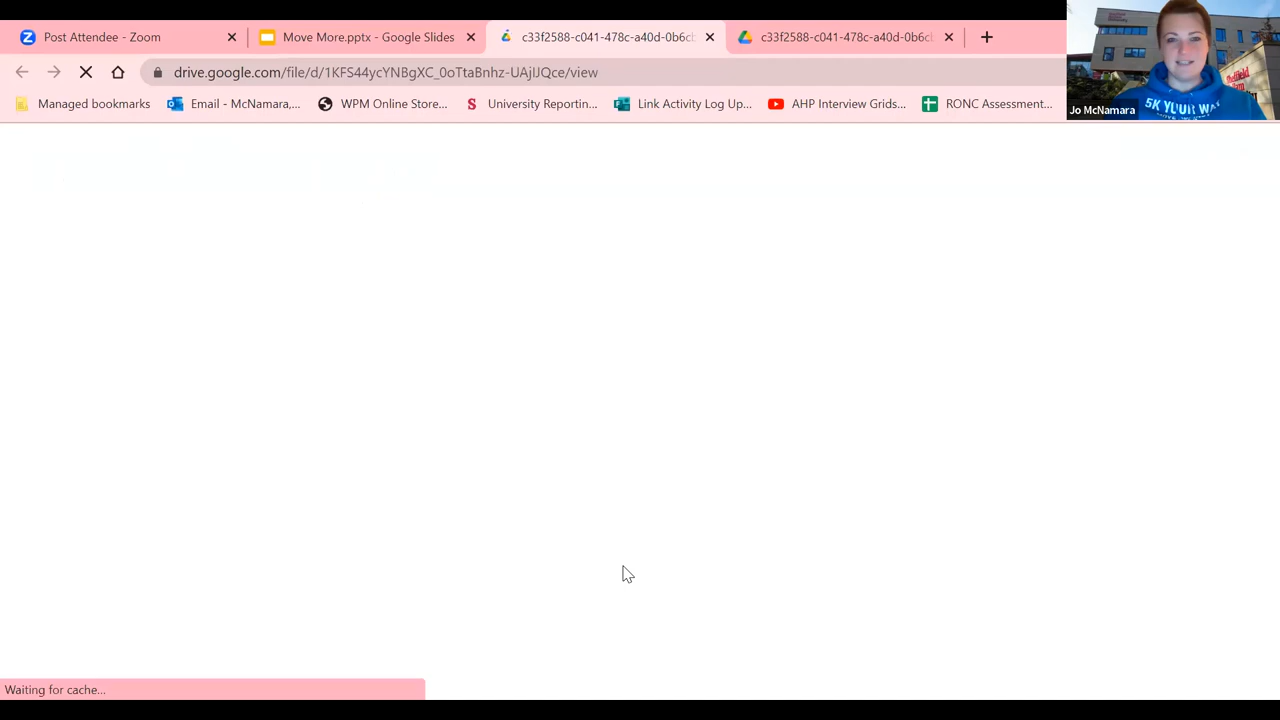 Post Attendee - Zoom
Move More.pptx - Google Slides
c33f2588-c041-478c-a40d-0b6cb
c33f2588-c041-478c-a40d-0b6cb
drive.google.com/file/d/1KFS44ycYNBgXC_0oTtaBnhz-UAjlJQce/view
Managed bookmarks
Email - McNamara,...
WPM Online Store...
University Reportin...
Link Activity Log Up...
AHP Interview Grids...
RONC Assessment...
5K YOUR WAY
Jo McNamara
Waiting for cache...